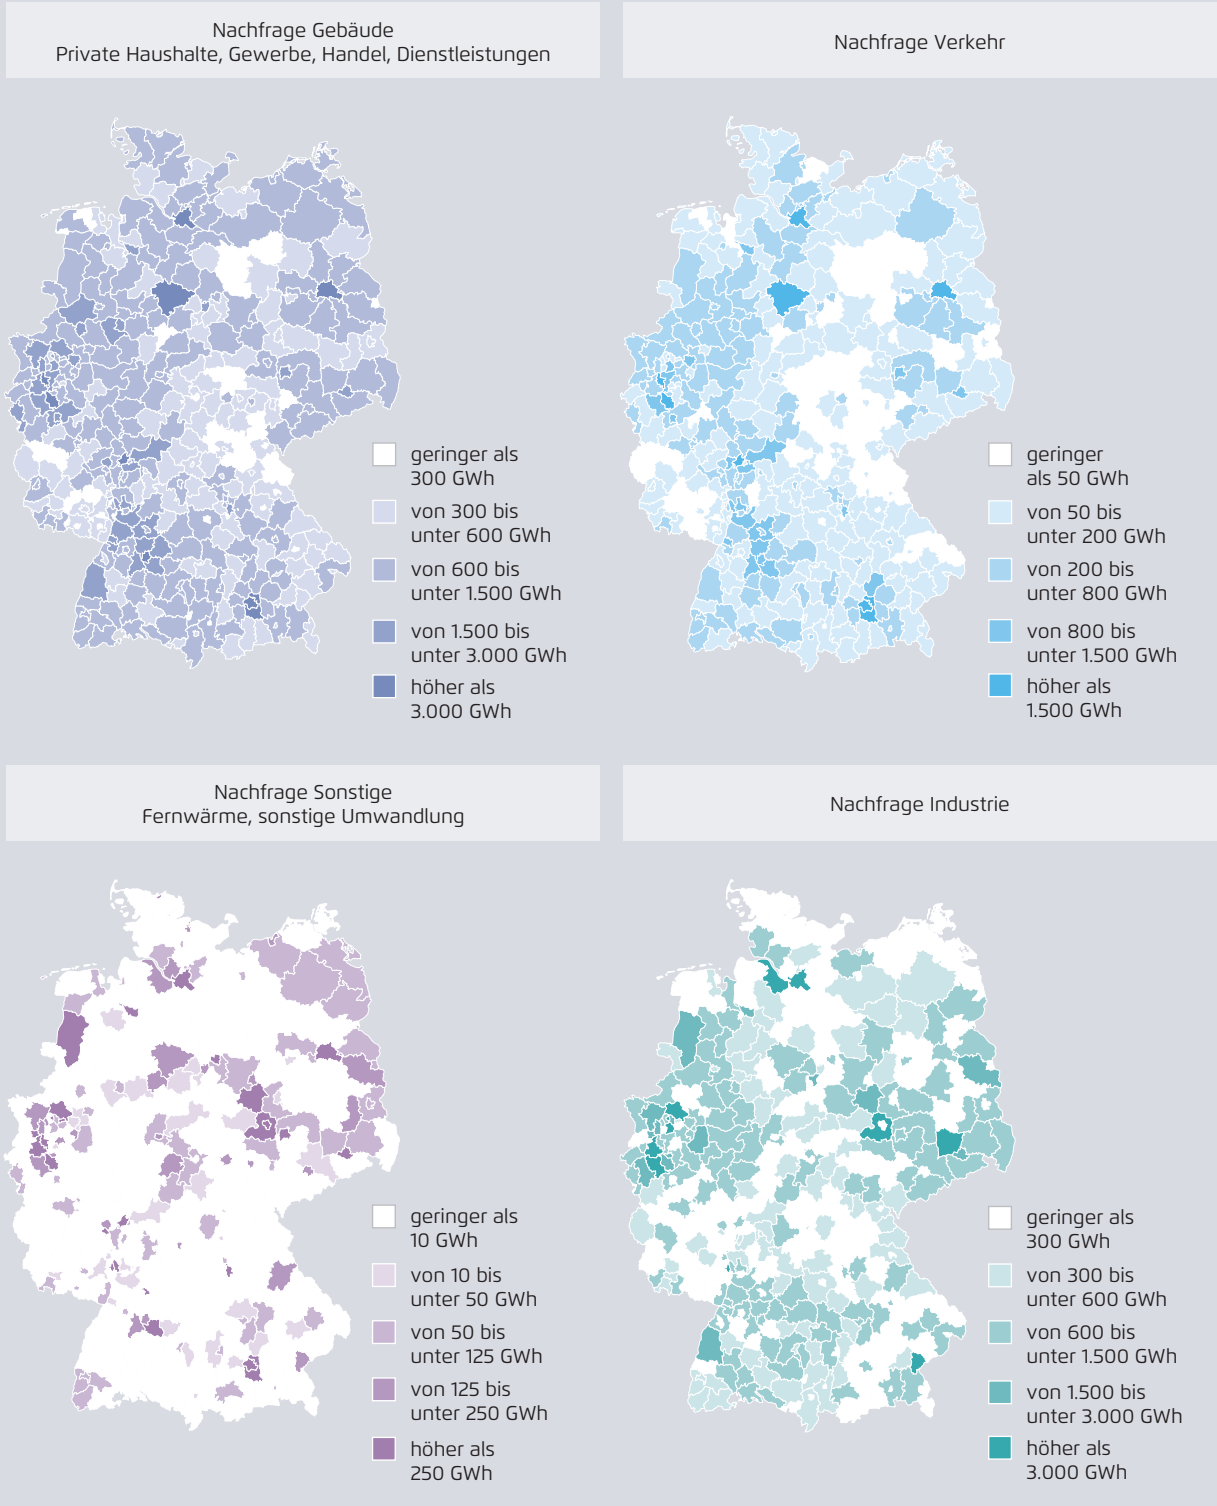 Nachfrage Gebäude
Private Haushalte, Gewerbe, Handel, Dienstleistungen
geringer als
300 GWh
von 300 bis
unter 600 GWh
von 600 bis
unter 1.500 GWh
von 1.500 bis
unter 3.000 GWh
höher als
3.000 GWh
Nachfrage Verkehr
geringer
als 50 GWh
von 50 bis
unter 200 GWh
von 200 bis
unter 800 GWh
von 800 bis
unter 1.500 GWh
höher als
1.500 GWh
Nachfrage Sonstige
Fernwärme, sonstige Umwandlung
geringer als
10 GWh
von 10 bis
unter 50 GWh
von 50 bis
unter 125 GWh
von 125 bis
unter 250 GWh
höher als
250 GWh
Nachfrage Industrie
geringer als
300 GWh
von 300 bis
unter 600 GWh
von 600 bis
unter 1.500 GWh
von 1.500 bis
unter 3.000 GWh
höher als
3.000 GWh